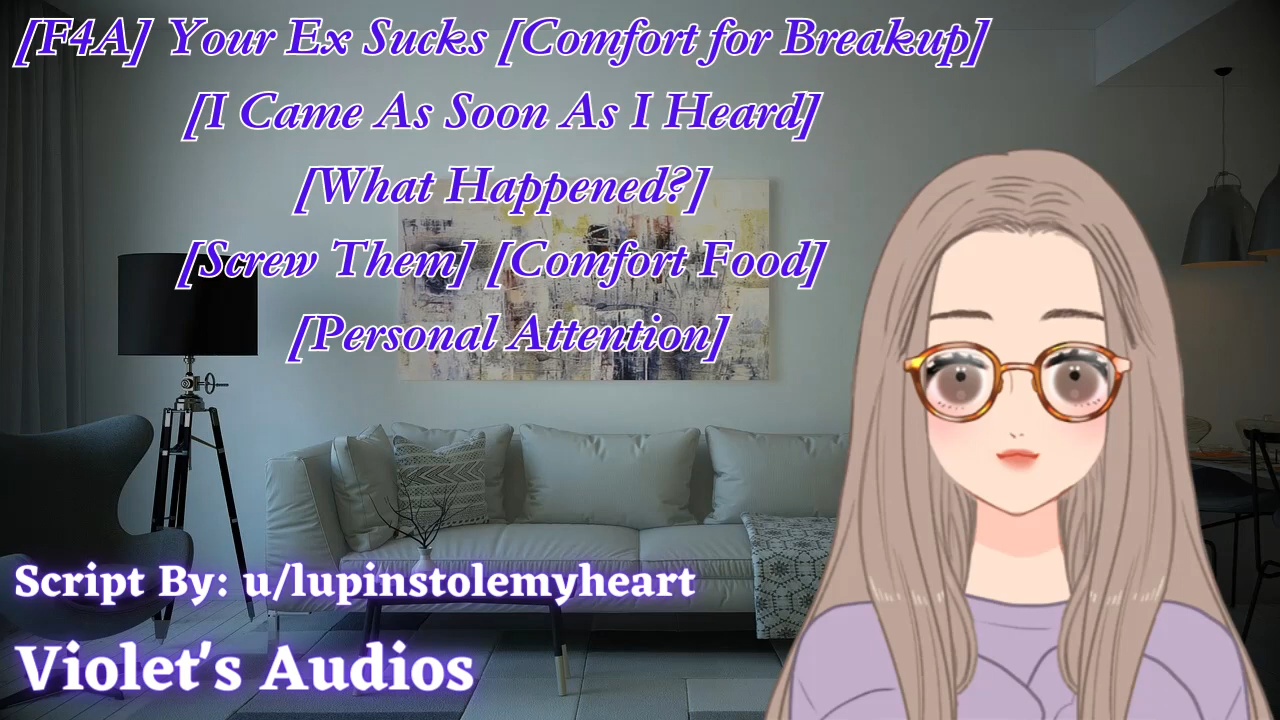 [F4A] Your Ex Sucks [Comfort for Breakup]
[I Came As Soon As I Heard]
[What Happened?]
[Screw Them] [Comfort Food]
[Personal Attention]
Script By: u/lupinstolemyheart
Violet's Audios